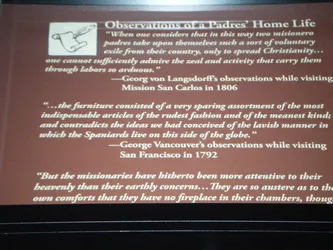 Observations of a Padres' Home Life
"When one considers that in this way two misionero
padres take upon themselves such a sort of voluntary
exile from their country, only to spread Christianity…
one cannot sufficiently admire the zeal and activity that carry them
through labors so arduous."
—Georg von Langsdorff's observations while visiting
Mission San Carlos in 1806
"…the furniture consisted of a very sparing assortment of the most
indispensable articles of the rudest fashion and of the meanest kind;
and contradicts the ideas we had conceived of the lavish manner in
which the Spaniards live on this side of the globe."
—George Vancouver's observations while visiting
San Francisco in 1792
"But the missionaries have hitherto been more attentive to their
heavenly than their earthly concerns…They are so austere as to their
own comforts that they have no fireplace in their chambers, though